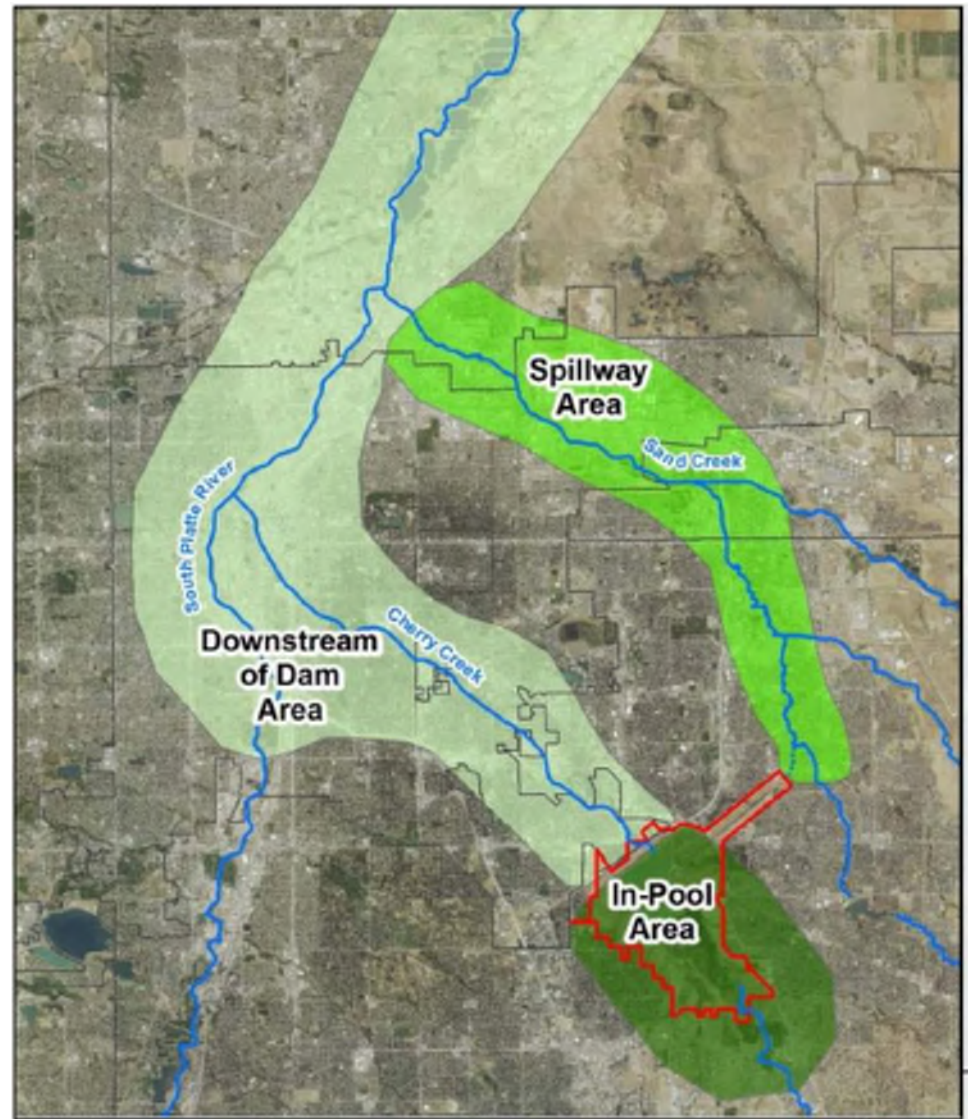 Spillway
Area
Sand Creek
South Platte River
Cherry Creek
Downstream
of Dam
Area
In-Pool
Area